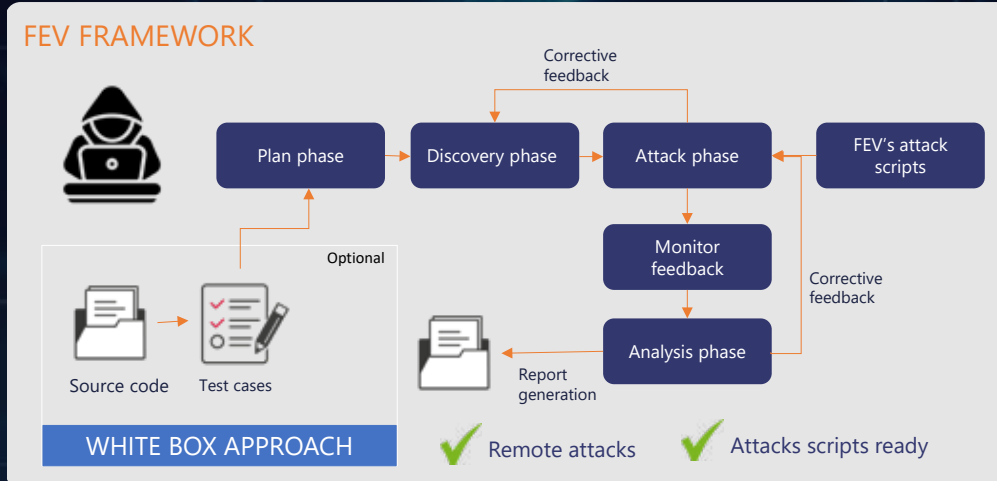 FEV FRAMEWORK
Corrective
feedback
Plan phase
Discovery phase
Attack phase
FEV's attack
scripts
Monitor
feedback
Corrective
feedback
Analysis phase
Report
generation
Optional
Source code
Test cases
WHITE BOX APPROACH
Remote attacks
Attacks scripts ready